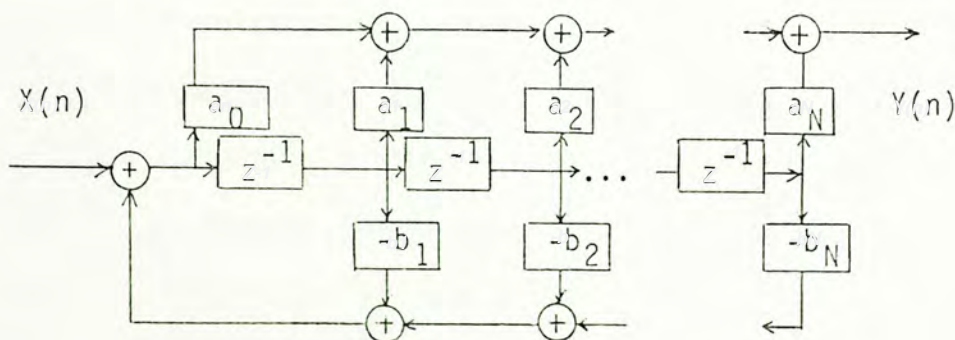 + + +
X(n) a0 a1 a2 aN Y(n)
+ z-1 z-1 ... z-1
-b1 -b2 -bN
+ +